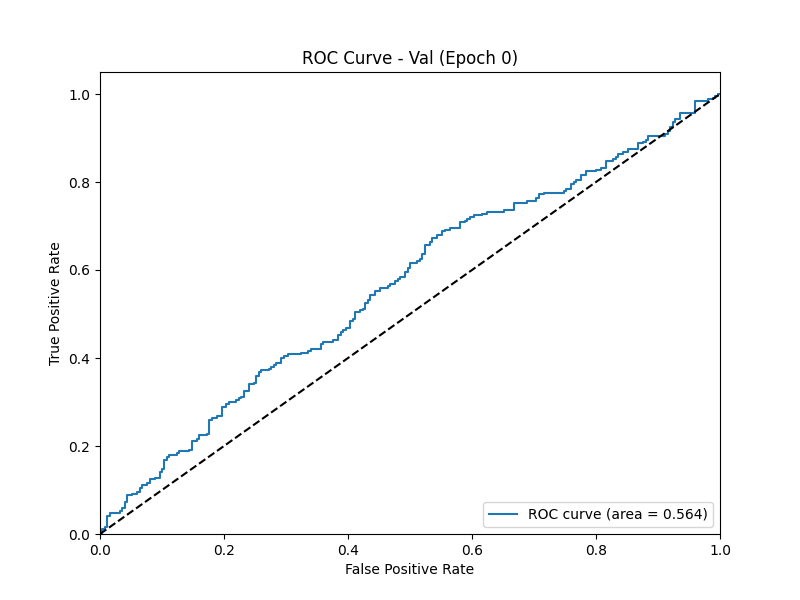 ROC Curve - Val (Epoch 0)
True Positive Rate
1.0
0.8
0.6
0.4
0.2
0.0
0.0 0.2 0.4 0.6 0.8 1.0
False Positive Rate
ROC curve (area = 0.564)